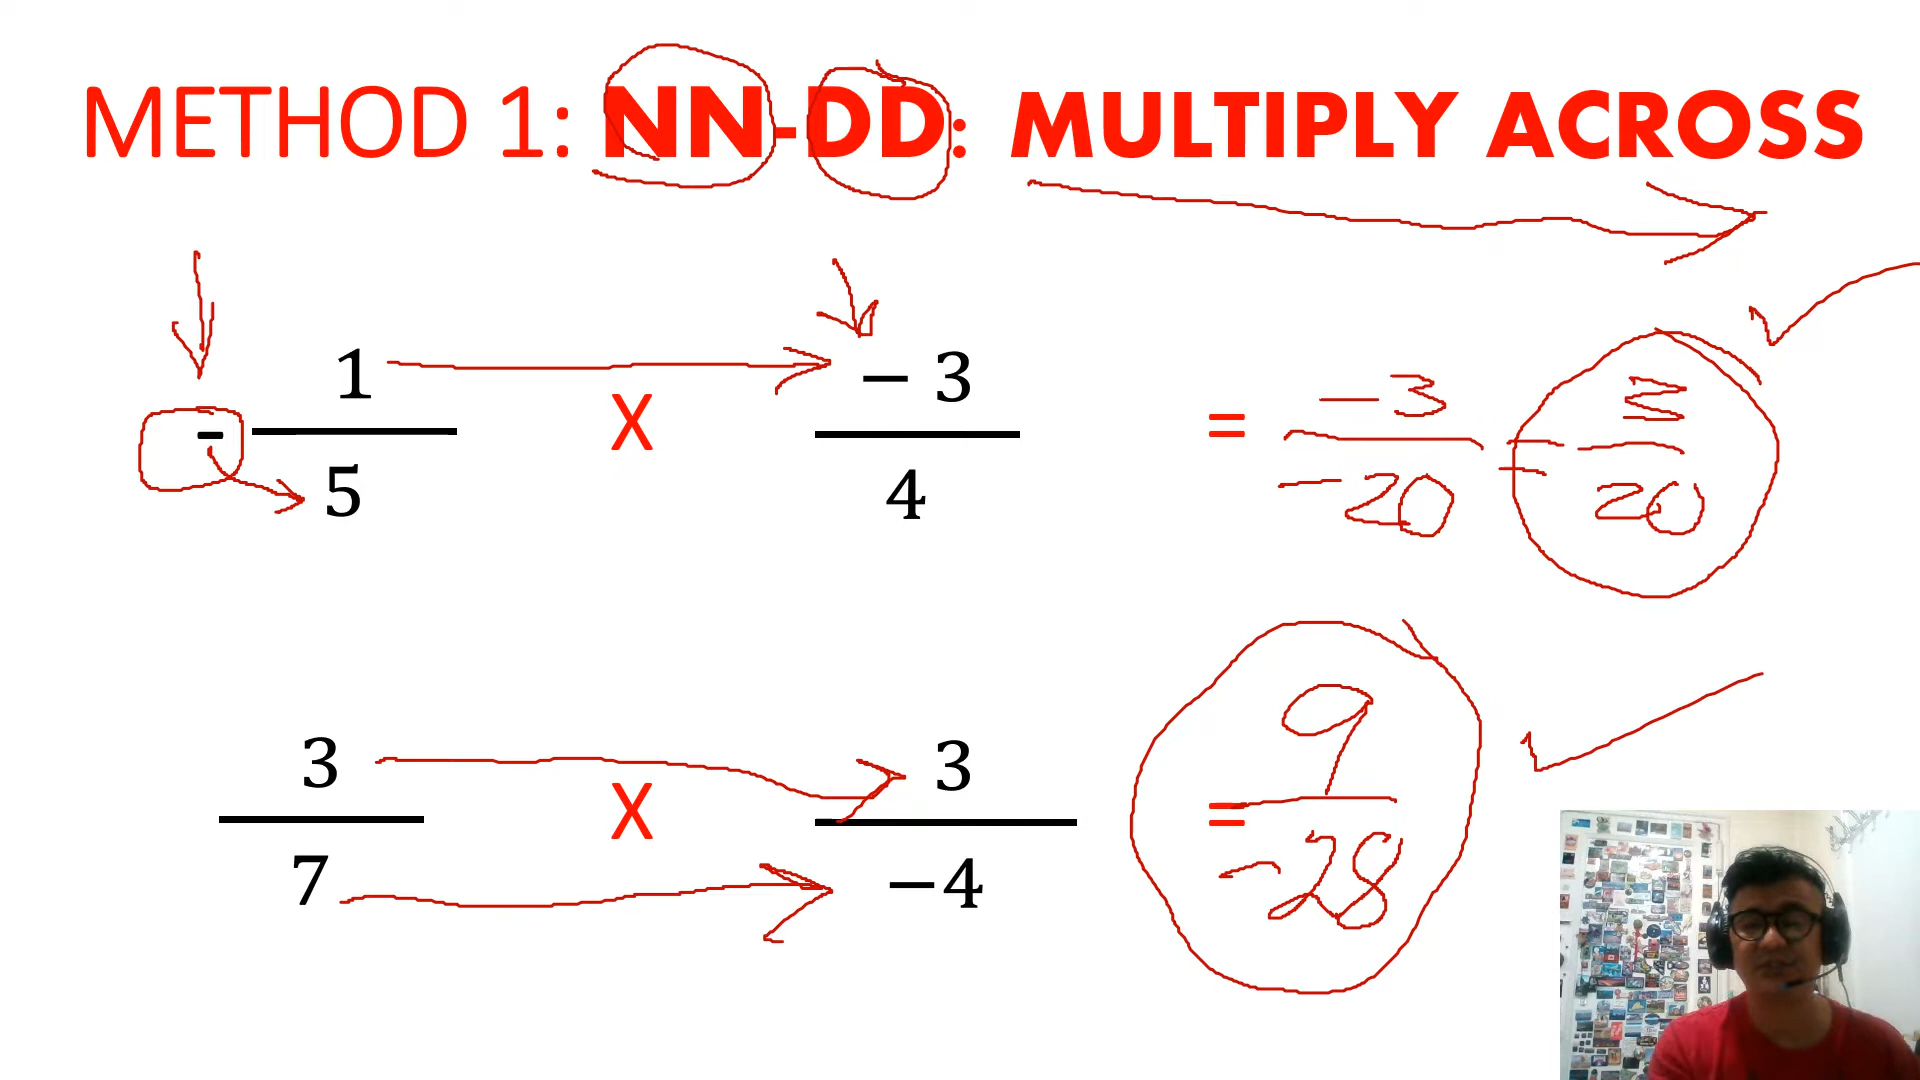 METHOD 1: NN-DD: MULTIPLY ACROSS
- 1/5 X -3/4 = -3/-20 = 3/20
3/7 X 3/-4 = 9/-28